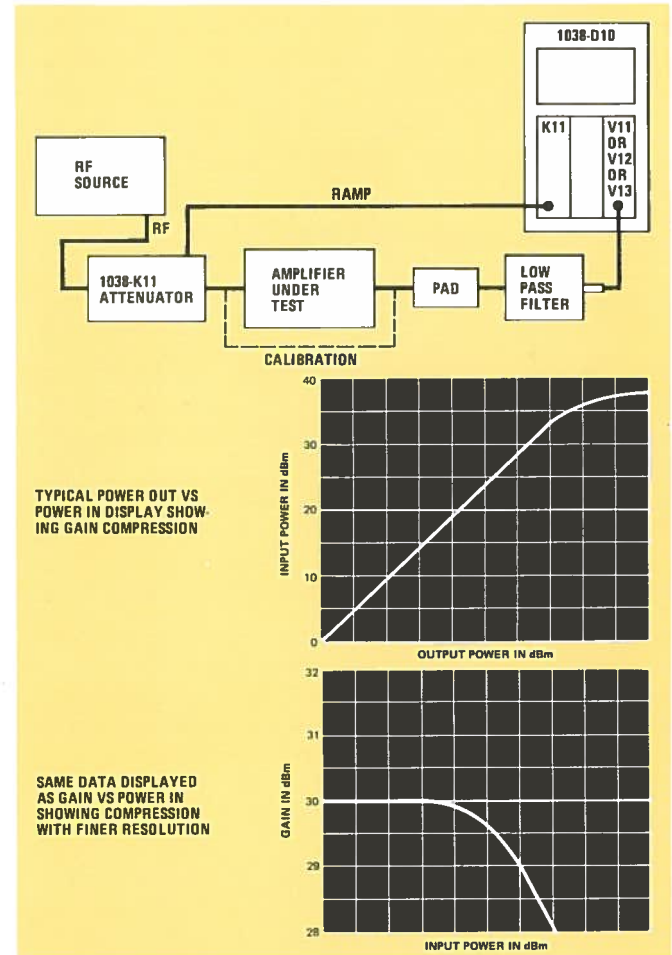 1038-D10
K11
V11
OR
V12
OR
V13
RF
SOURCE
RAMP
RF
1038-K11
ATTENUATOR
AMPLIFIER
UNDER
TEST
PAD
LOW
PASS
FILTER
CALIBRATION
TYPICAL POWER OUT VS
POWER IN DISPLAY SHOW-
ING GAIN COMPRESSION
INPUT POWER IN dBm
40
30
20
10
0
OUTPUT POWER IN dBm
SAME DATA DISPLAYED
AS GAIN VS POWER IN
SHOWING COMPRESSION
WITH FINER RESOLUTION
GAIN IN dBm
32
31
30
29
28
INPUT POWER IN dBm